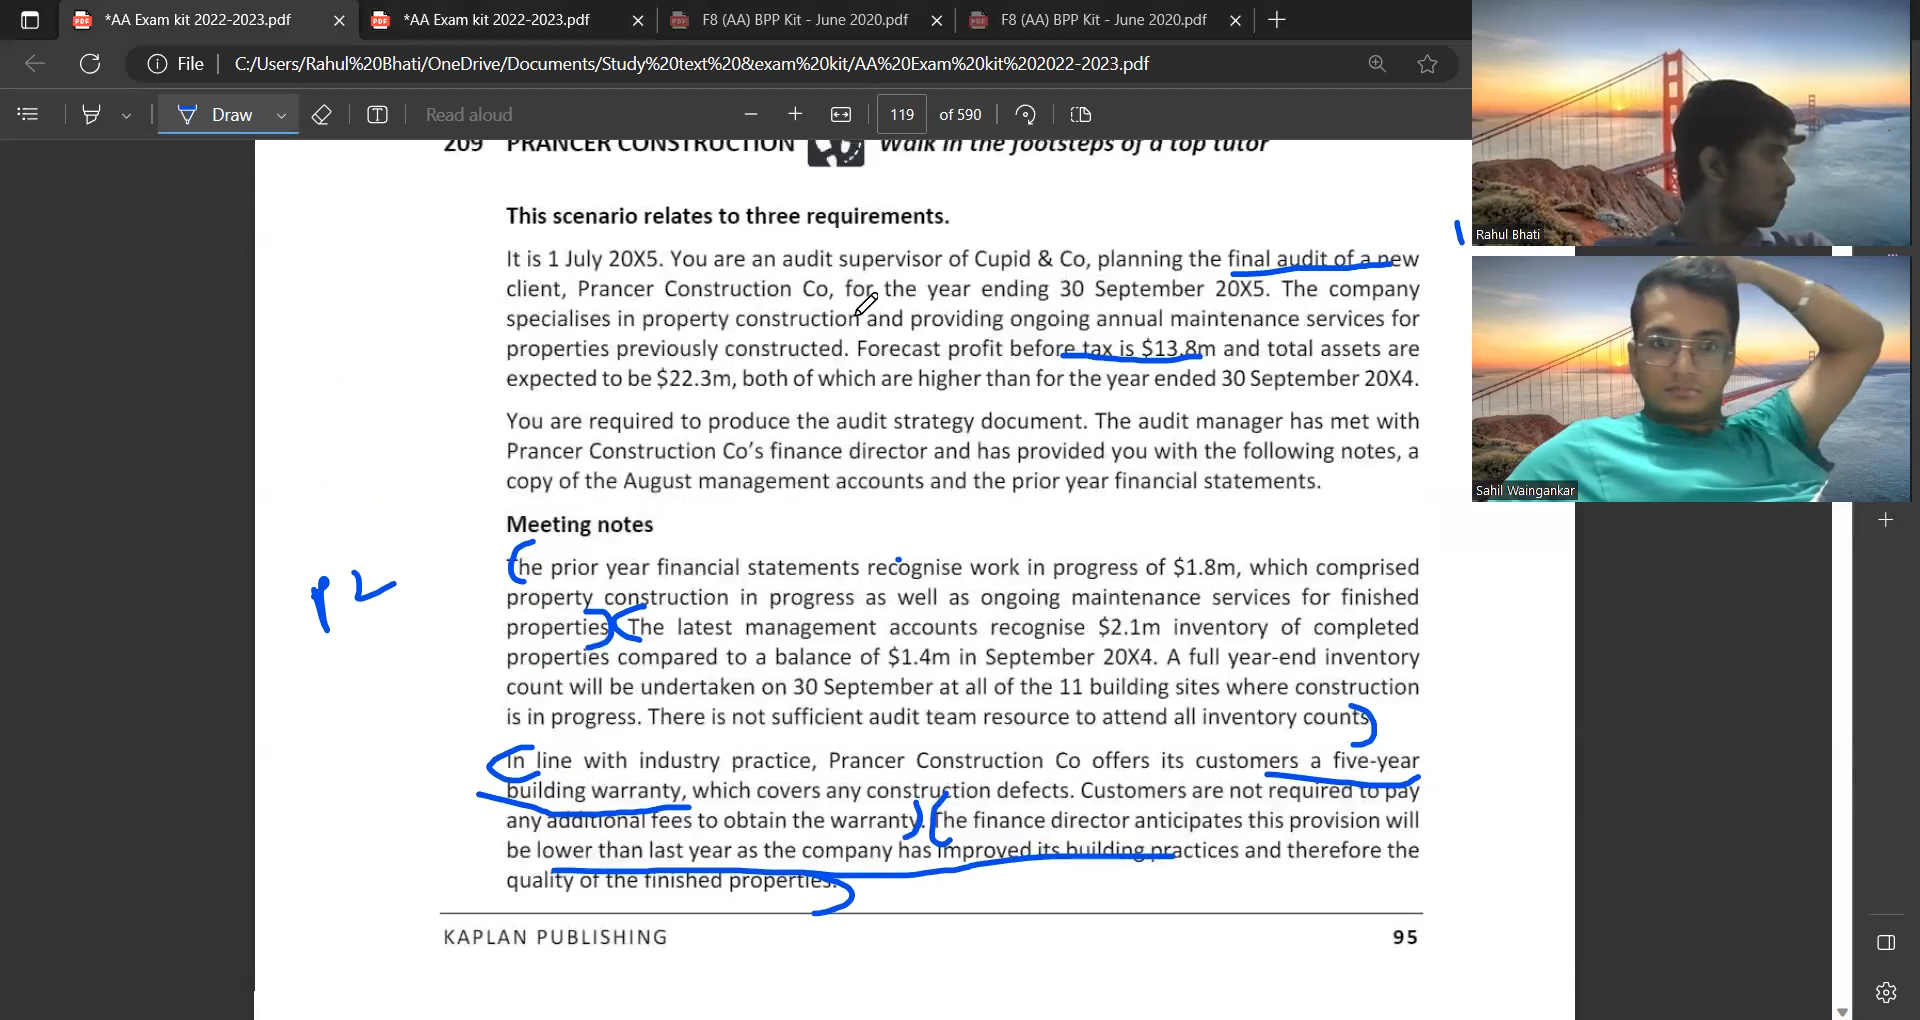 *AA Exam kit 2022-2023.pdf
*AA Exam kit 2022-2023.pdf
F8 (AA) BPP Kit - June 2020.pdf
F8 (AA) BPP Kit - June 2020.pdf
File
C:/Users/Rahul%20Bhati/OneDrive/Documents/Study%20text%20&exam%20kit/AA%20Exam%20kit%202022-2023.pdf
Draw
Read aloud
119 of 590
209 PRANCER CONSTRUCTION Walk in the footsteps of a top tutor
This scenario relates to three requirements.
It is 1 July 20X5. You are an audit supervisor of Cupid & Co, planning the final audit of a new
client, Prancer Construction Co, for the year ending 30 September 20X5. The company
specialises in property construction and providing ongoing annual maintenance services for
properties previously constructed. Forecast profit before tax is $13.8m and total assets are
expected to be $22.3m, both of which are higher than for the year ended 30 September 20X4.
You are required to produce the audit strategy document. The audit manager has met with
Prancer Construction Co's finance director and has provided you with the following notes, a
copy of the August management accounts and the prior year financial statements.
Meeting notes
The prior year financial statements recognise work in progress of $1.8m, which comprised
property construction in progress as well as ongoing maintenance services for finished
properties. The latest management accounts recognise $2.1m inventory of completed
properties compared to a balance of $1.4m in September 20X4. A full year-end inventory
count will be undertaken on 30 September at all of the 11 building sites where construction
is in progress. There is not sufficient audit team resource to attend all inventory counts.
In line with industry practice, Prancer Construction Co offers its customers a five-year
building warranty, which covers any construction defects. Customers are not required to pay
any additional fees to obtain the warranty. The finance director anticipates this provision will
be lower than last year as the company has improved its building practices and therefore the
quality of the finished properties.
KAPLAN PUBLISHING
95
P2
Rahul Bhati
Sahil Waingankar